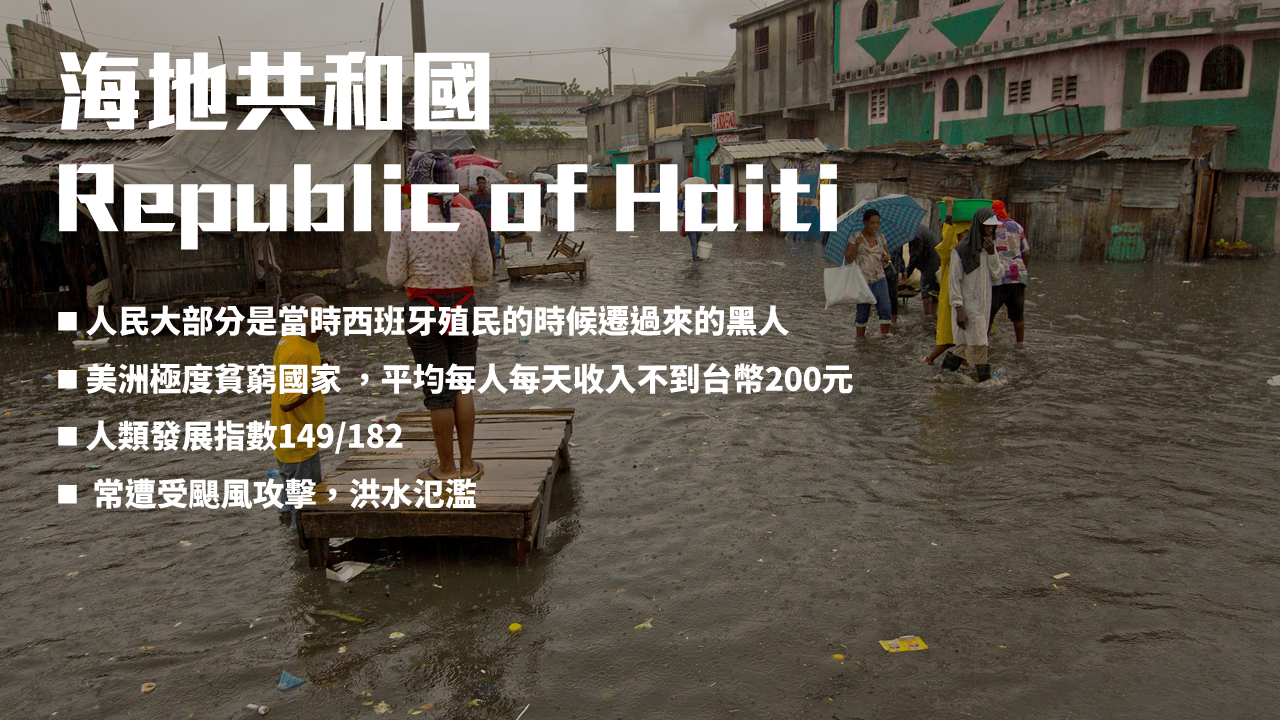 海地共和國
Republic of Haiti
■ 人民大部分是當時西班牙殖民的時候遷過來的黑人
■ 美洲極度貧窮國家 ，平均每人每天收入不到台幣200元
■ 人類發展指數149/182
■ 常遭受颶風攻擊，洪水氾濫